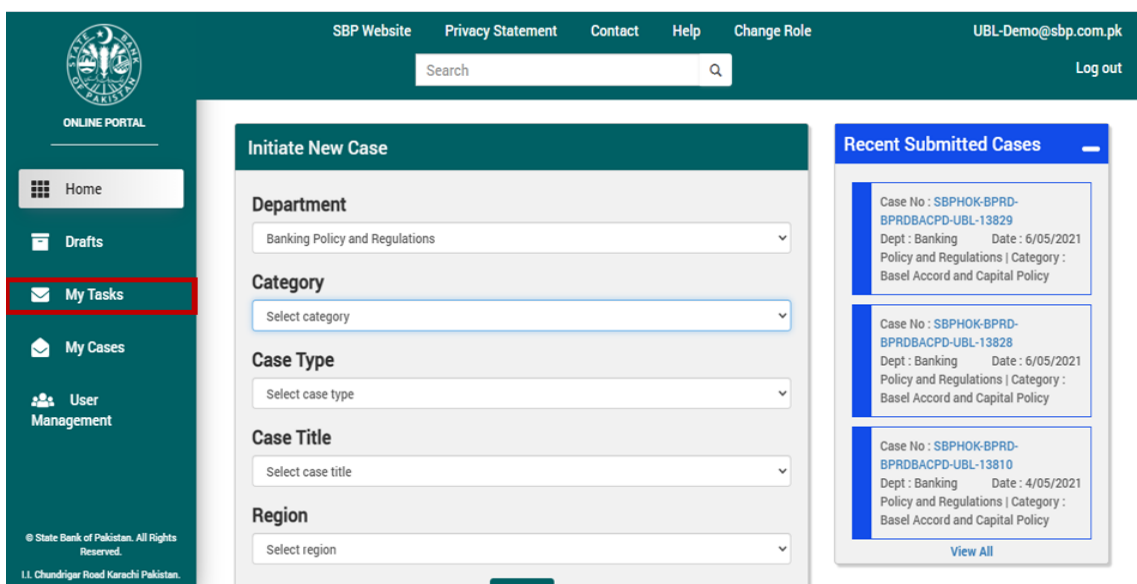 SBP Website Privacy Statement Contact Help Change Role UBL-Demo@sbp.com.pk
Search
Log out
STATE BANK OF PAKISTAN
ONLINE PORTAL
Home
Drafts
My Tasks
My Cases
User
Management
© State Bank of Pakistan. All Rights
Reserved.
I.I. Chundrigar Road Karachi Pakistan.
Initiate New Case
Department
Banking Policy and Regulations
Category
Select category
Case Type
Select case type
Case Title
Select case title
Region
Select region
Recent Submitted Cases
Case No : SBPHOK-BPRD-
BPRDBACPD-UBL-13829
Dept : Banking Date : 6/05/2021
Policy and Regulations | Category :
Basel Accord and Capital Policy
Case No : SBPHOK-BPRD-
BPRDBACPD-UBL-13828
Dept : Banking Date : 6/05/2021
Policy and Regulations | Category :
Basel Accord and Capital Policy
Case No : SBPHOK-BPRD-
BPRDBACPD-UBL-13810
Dept : Banking Date : 4/05/2021
Policy and Regulations | Category :
Basel Accord and Capital Policy
View All